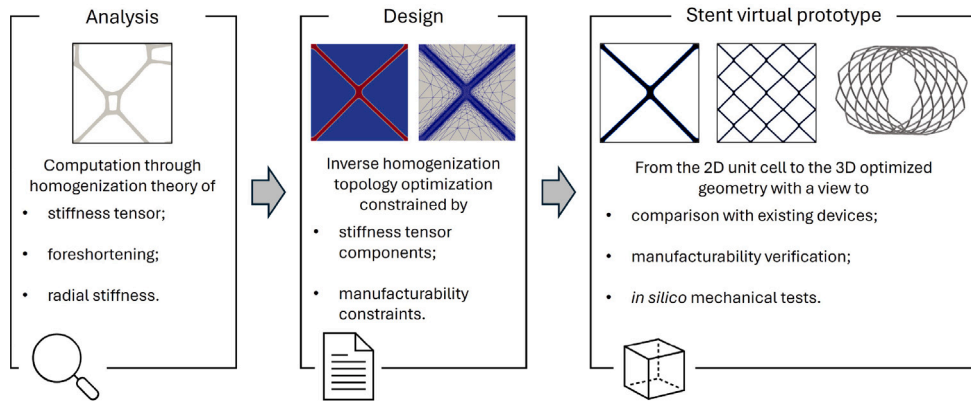 Analysis
Computation through
homogenization theory of
• stiffness tensor;
• foreshortening;
• radial stiffness.
Design
Inverse homogenization
topology optimization
constrained by
• stiffness tensor
components;
• manufacturability
constraints.
Stent virtual prototype
From the 2D unit cell to the 3D optimized
geometry with a view to
• comparison with existing devices;
• manufacturability verification;
• in silico mechanical tests.